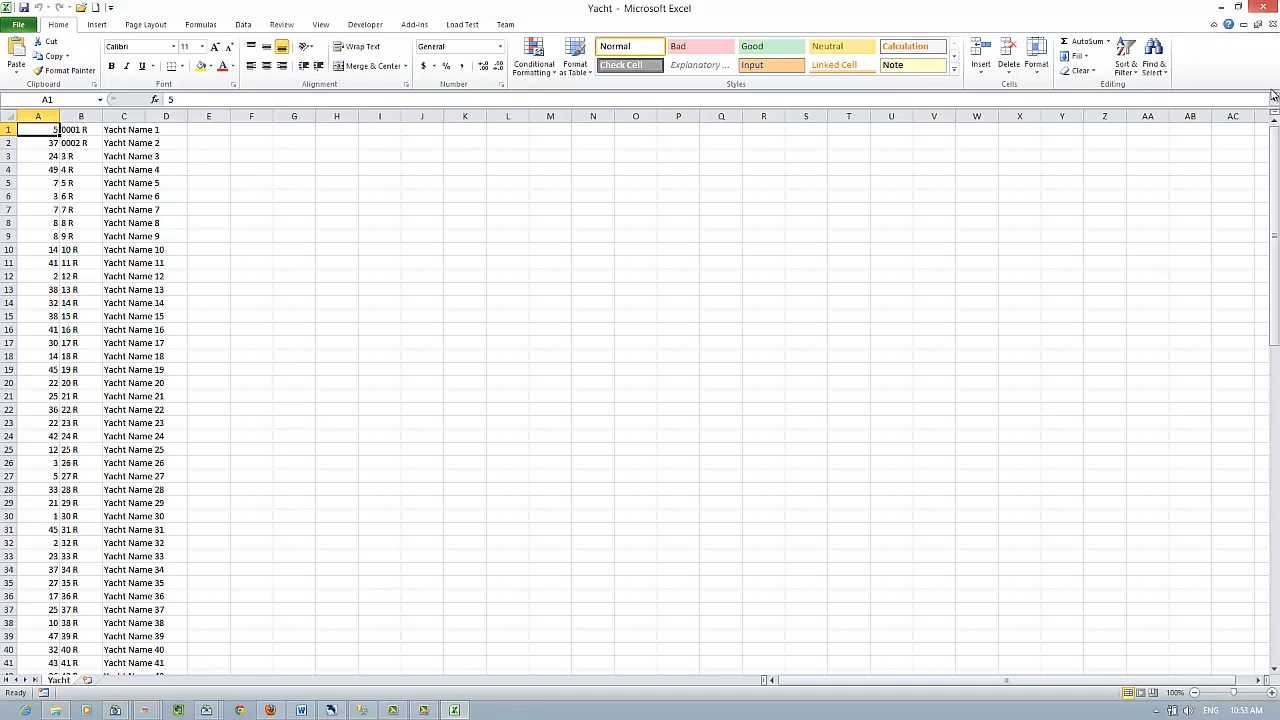 Yacht - Microsoft Excel
File Home Insert Page Layout Formulas Data Review View Developer Add-Ins Load Test Team
Paste Cut Copy Format Painter
Calibri 11 General
B I U
Wrap Text Merge & Center
$ % ,
Conditional Formatting Format as Table
Normal Bad Good Neutral Calculation
Check Cell Explanatory ... Input Linked Cell Note
Insert Delete Format
AutoSum Fill Clear Sort & Filter Find & Select
Clipboard Font Alignment Number Styles Cells Editing
A1 fx 5
A B C D E F G H I J K L M N O P Q R S T U V W X Y Z AA AB AC
1 5 0001 R Yacht Name 1
2 37 0002 R Yacht Name 2
3 24 3 R Yacht Name 3
4 49 4 R Yacht Name 4
5 7 5 R Yacht Name 5
6 3 6 R Yacht Name 6
7 7 7 R Yacht Name 7
8 8 8 R Yacht Name 8
9 8 9 R Yacht Name 9
10 14 10 R Yacht Name 10
11 41 11 R Yacht Name 11
12 2 12 R Yacht Name 12
13 38 13 R Yacht Name 13
14 32 14 R Yacht Name 14
15 38 15 R Yacht Name 15
16 41 16 R Yacht Name 16
17 30 17 R Yacht Name 17
18 14 18 R Yacht Name 18
19 45 19 R Yacht Name 19
20 22 20 R Yacht Name 20
21 25 21 R Yacht Name 21
22 36 22 R Yacht Name 22
23 22 23 R Yacht Name 23
24 42 24 R Yacht Name 24
25 12 25 R Yacht Name 25
26 3 26 R Yacht Name 26
27 5 27 R Yacht Name 27
28 33 28 R Yacht Name 28
29 21 29 R Yacht Name 29
30 1 30 R Yacht Name 30
31 45 31 R Yacht Name 31
32 2 32 R Yacht Name 32
33 23 33 R Yacht Name 33
34 37 34 R Yacht Name 34
35 27 35 R Yacht Name 35
36 17 36 R Yacht Name 36
37 25 37 R Yacht Name 37
38 10 38 R Yacht Name 38
39 47 39 R Yacht Name 39
40 32 40 R Yacht Name 40
41 43 41 R Yacht Name 41
Yacht
Ready 100%
ENG 10:53 AM